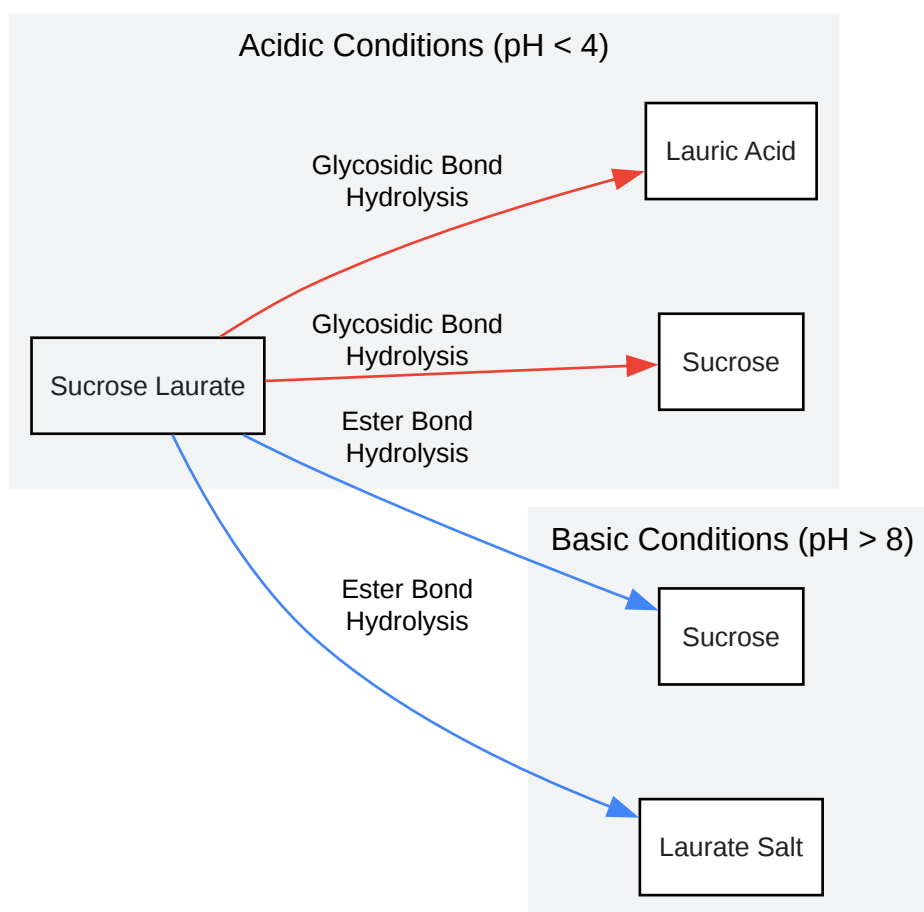 Acidic Conditions (pH < 4)
Lauric Acid
Glycosidic Bond
Hydrolysis
Glycosidic Bond
Hydrolysis
Sucrose
Sucrose Laurate
Ester Bond
Hydrolysis
Basic Conditions (pH > 8)
Ester Bond
Hydrolysis
Sucrose
Laurate Salt